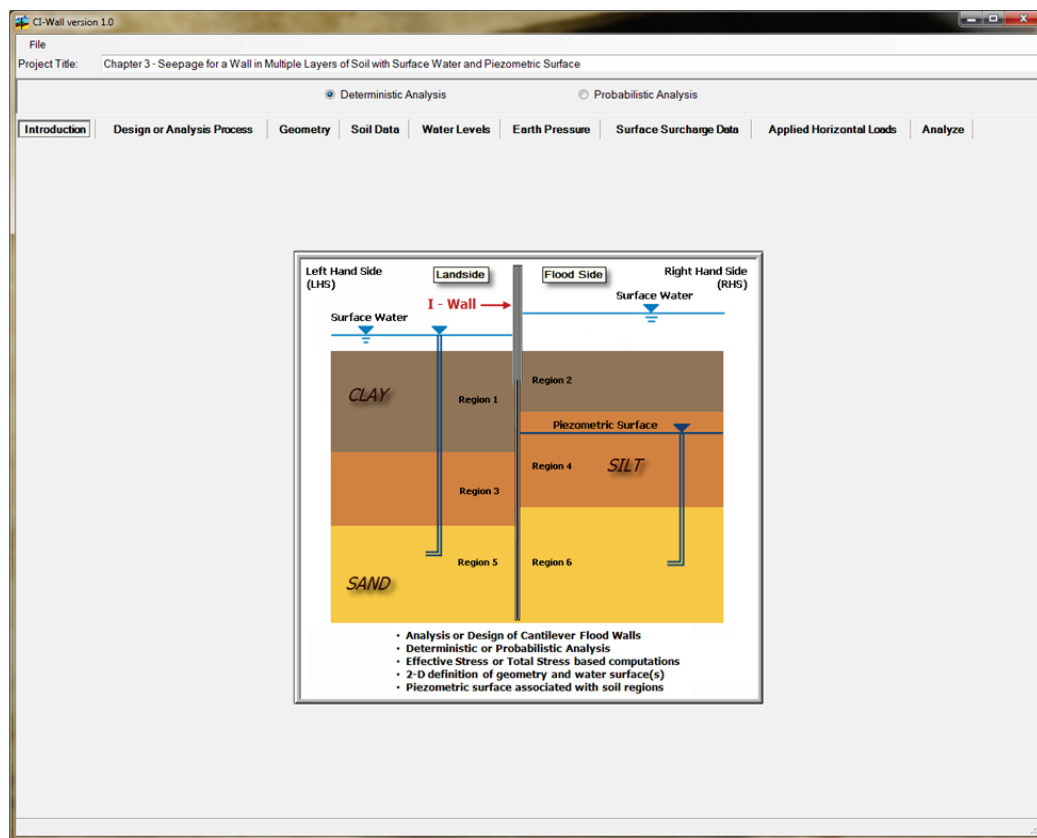 CI-Wall version 1.0
File
Project Title: Chapter 3 - Seepage for a Wall in Multiple Layers of Soil with Surface Water and Piezometric Surface
Deterministic Analysis Probabilistic Analysis
Introduction Design or Analysis Process Geometry Soil Data Water Levels Earth Pressure Surface Surcharge Data Applied Horizontal Loads Analyze
Left Hand Side
(LHS)
Landside
Flood Side
Right Hand Side
(RHS)
I - Wall
Surface Water
Surface Water
CLAY
Region 1
Region 2
Piezometric Surface
Region 3
Region 4
SILT
SAND
Region 5
Region 6
· Analysis or Design of Cantilever Flood Walls
· Deterministic or Probabilistic Analysis
· Effective Stress or Total Stress based computations
· 2-D definition of geometry and water surface(s)
· Piezometric surface associated with soil regions